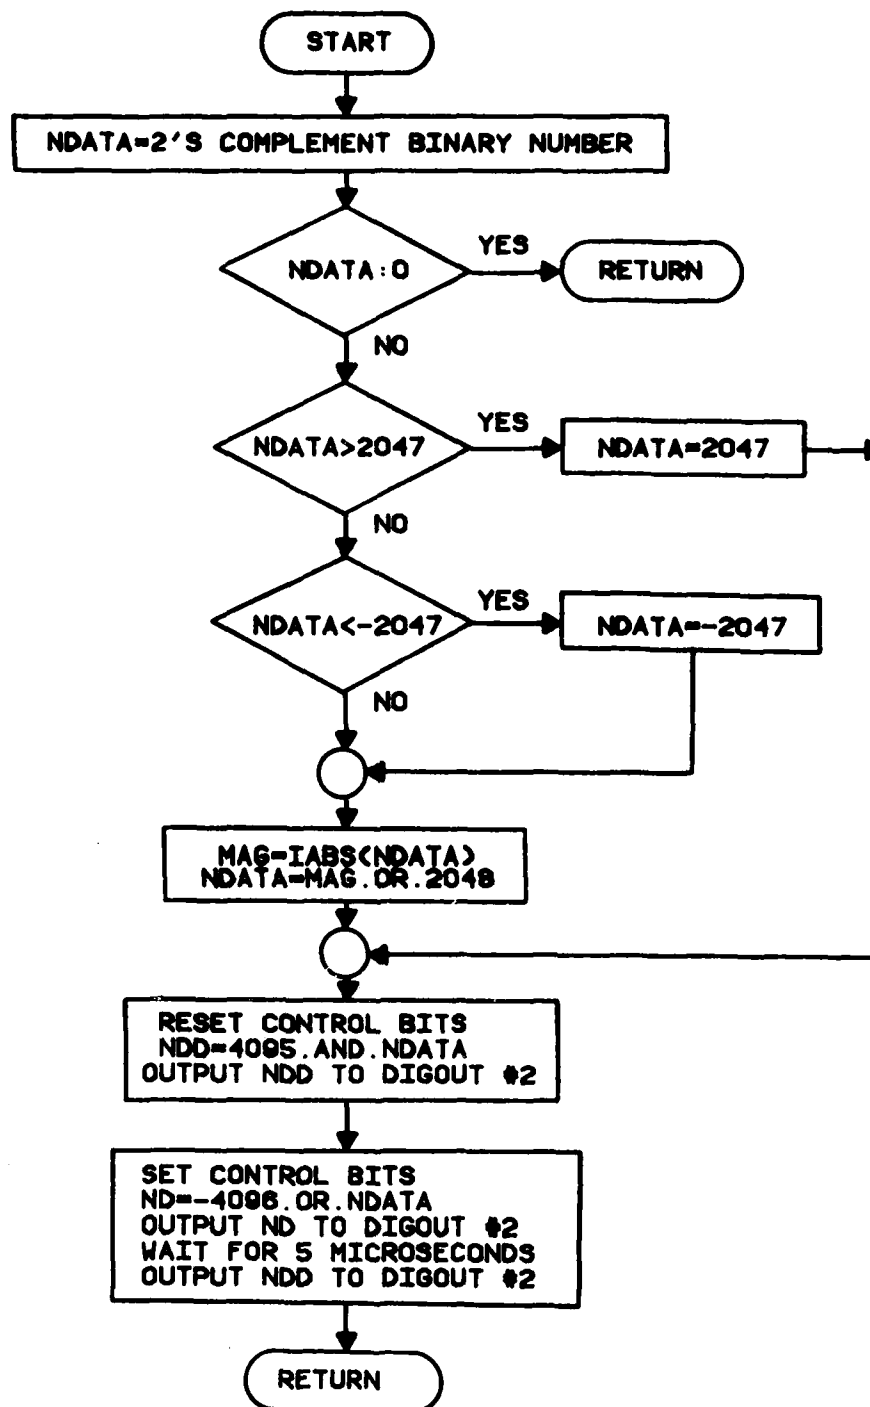 START
NDATA=2'S COMPLEMENT BINARY NUMBER
NDATA:0
YES
RETURN
NO
NDATA>2047
YES
NDATA=2047
NO
NDATA<-2047
YES
NDATA=-2047
NO
MAG=IABS(NDATA)
NDATA=MAG.OR.2048
RESET CONTROL BITS
NDD=4095.AND.NDATA
OUTPUT NDD TO DIGOUT #2
SET CONTROL BITS
ND=-4096.OR.NDATA
OUTPUT ND TO DIGOUT #2
WAIT FOR 5 MICROSECONDS
OUTPUT NDD TO DIGOUT #2
RETURN